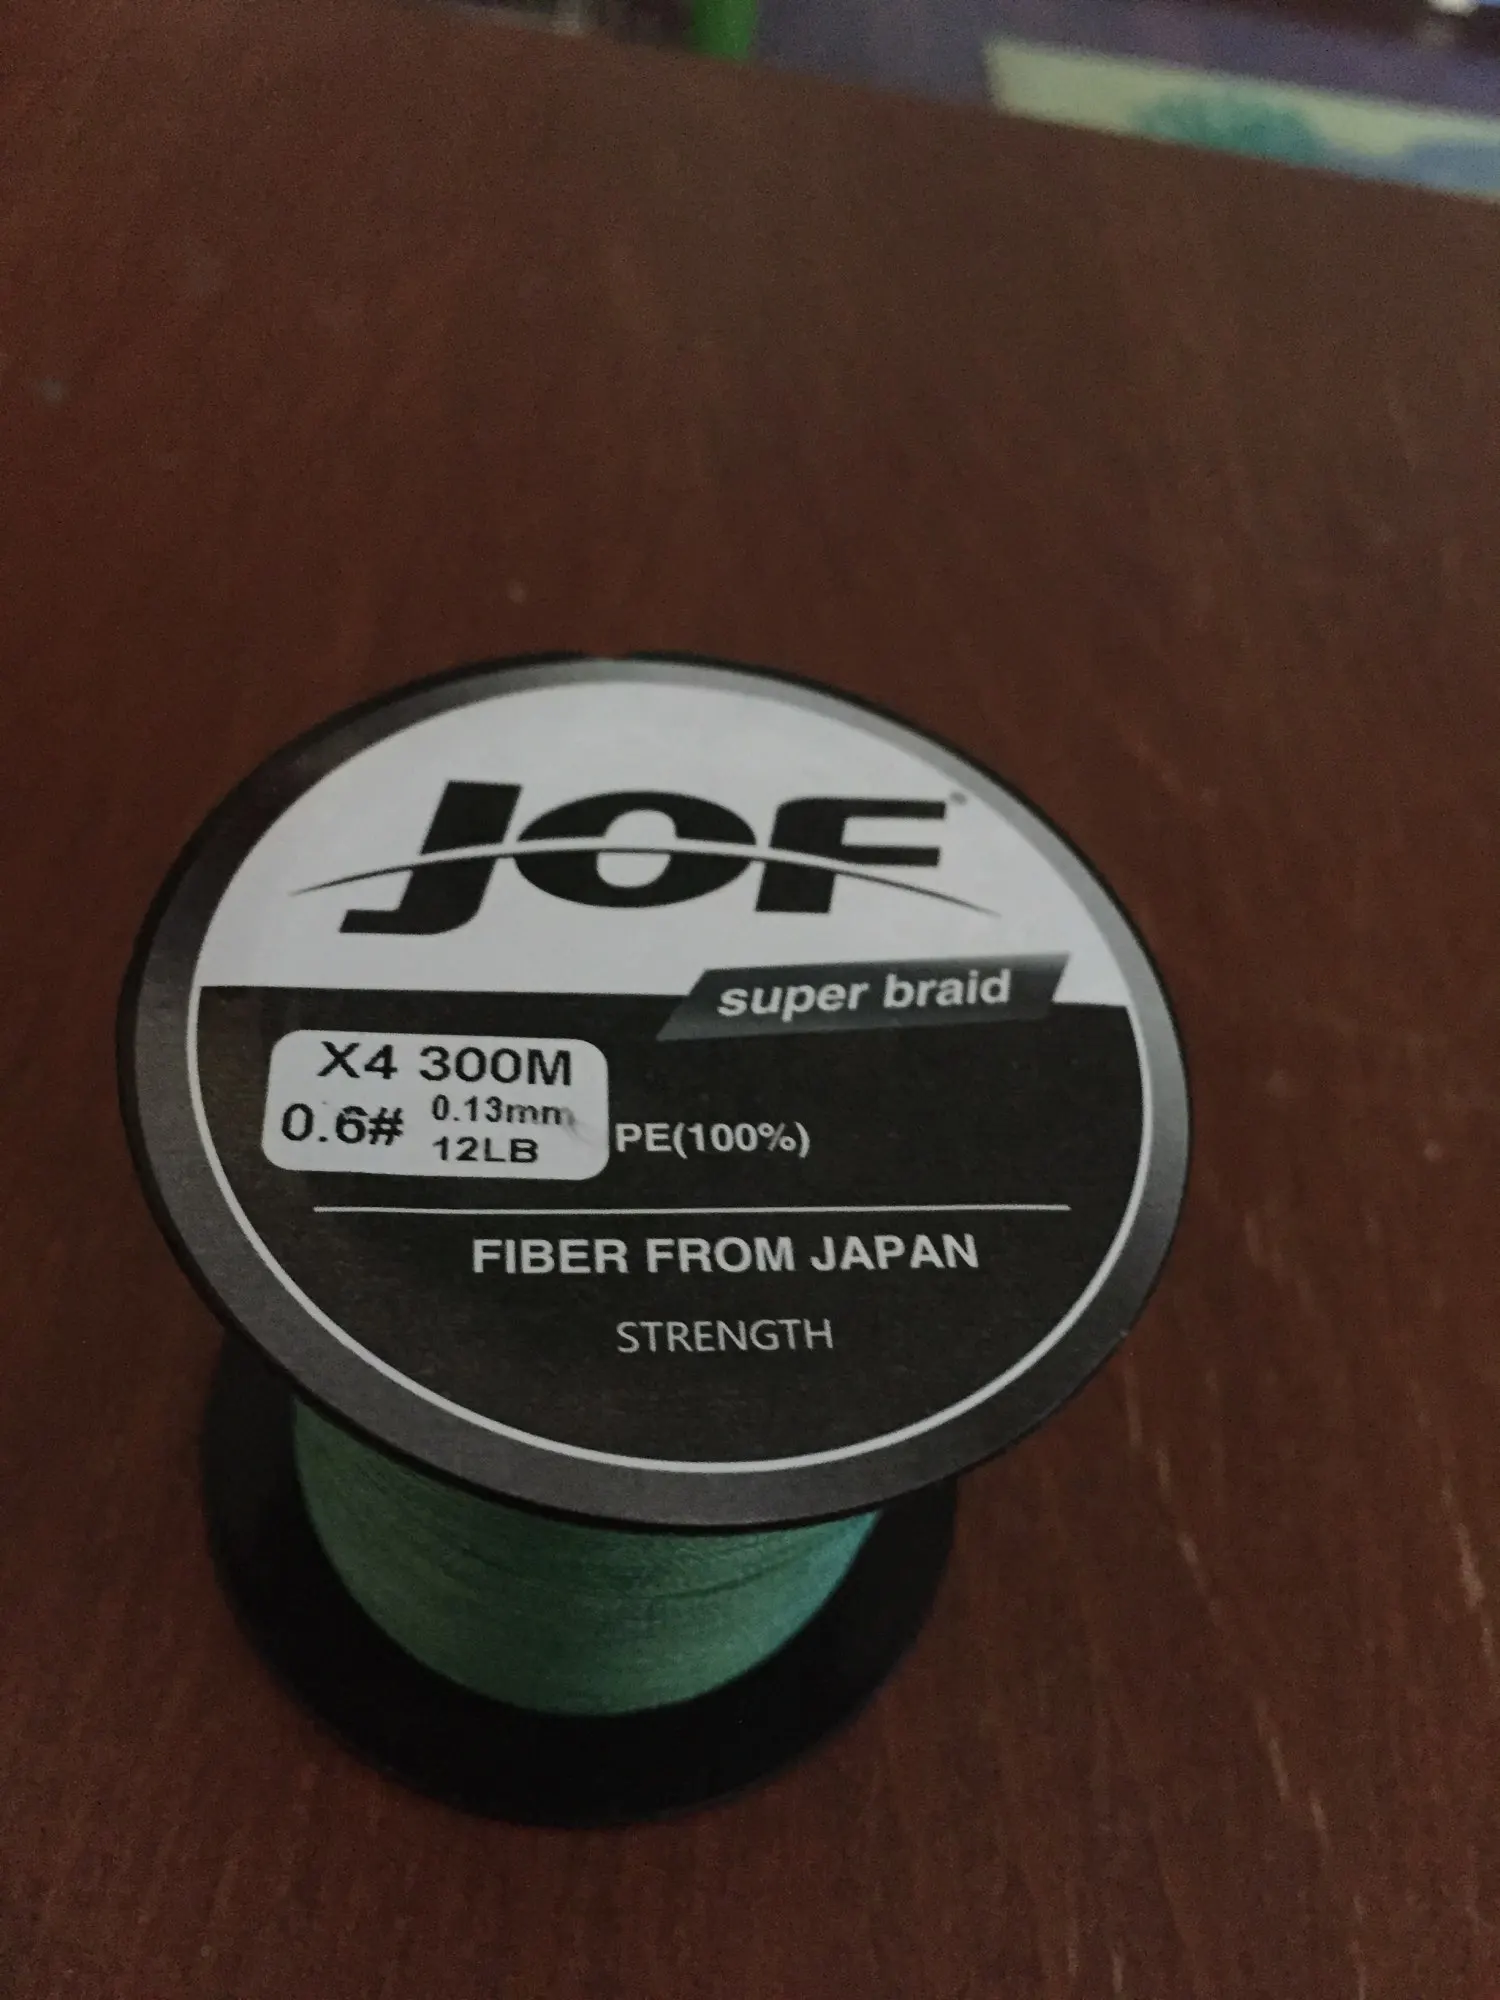 JOF
super braid
X4 300M
0.6# 0.13mm
12LB
PE(100%)
FIBER FROM JAPAN
STRENGTH